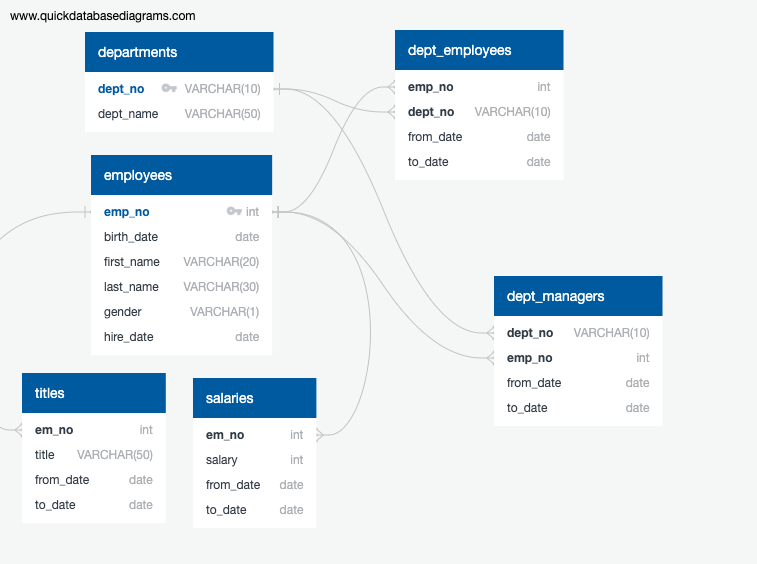 www.quickdatabasediagrams.com
departments
dept_no VARCHAR(10)
dept_name VARCHAR(50)
dept_employees
emp_no int
dept_no VARCHAR(10)
from_date date
to_date date
employees
emp_no int
birth_date date
first_name VARCHAR(20)
last_name VARCHAR(30)
gender VARCHAR(1)
hire_date date
dept_managers
dept_no VARCHAR(10)
emp_no int
from_date date
to_date date
titles
em_no int
title VARCHAR(50)
from_date date
to_date date
salaries
em_no int
salary int
from_date date
to_date date